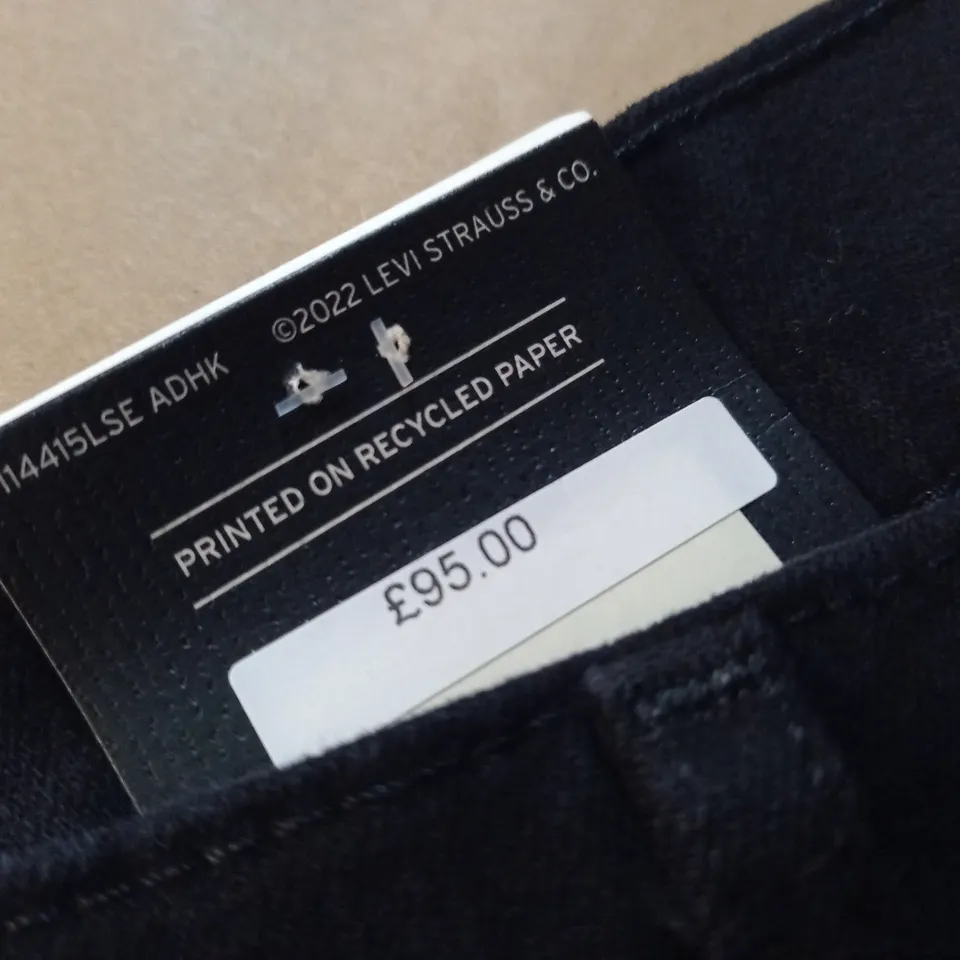 114415LSE ADHK ©2022 LEVI STRAUSS & CO.
PRINTED ON RECYCLED PAPER
£95.00